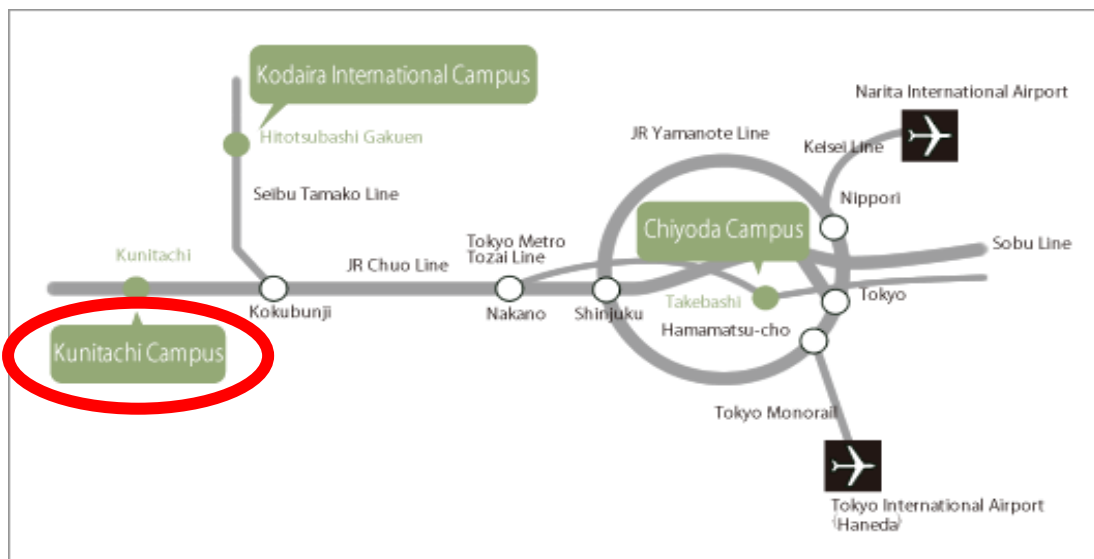 Kodaira International Campus
Narita International Airport
Hitotsubashi Gakuen
JR Yamanote Line
Keisei Line
Seibu Tamako Line
Nippori
Chiyoda Campus
Kunitachi
Tokyo Metro
Tozai Line
Sobu Line
JR Chuo Line
Takebashi
Tokyo
Kokubunji
Nakano
Shinjuku
Hamamatsu-cho
Kunitachi Campus
Tokyo Monorail
Tokyo International Airport
(Haneda)